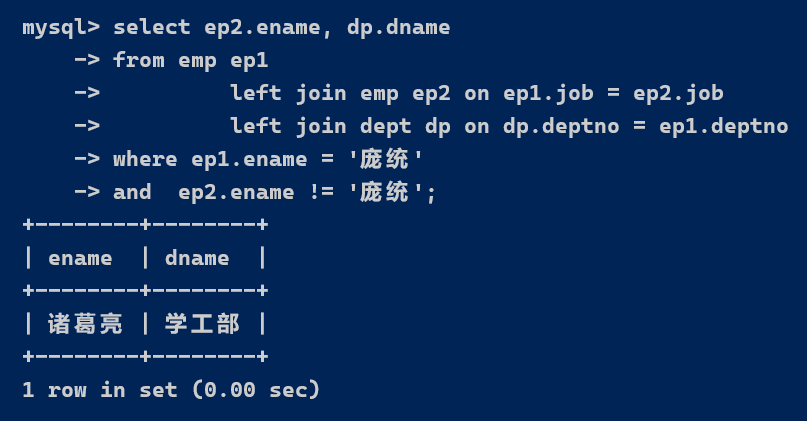 mysql> select ep2.ename, dp.dname
    -> from emp ep1
    ->          left join emp ep2 on ep1.job = ep2.job
    ->          left join dept dp on dp.deptno = ep1.deptno
    -> where ep1.ename = '庞统'
    -> and  ep2.ename != '庞统';
+--------+--------+
| ename  | dname  |
+--------+--------+
| 诸葛亮 | 学工部 |
+--------+--------+
1 row in set (0.00 sec)